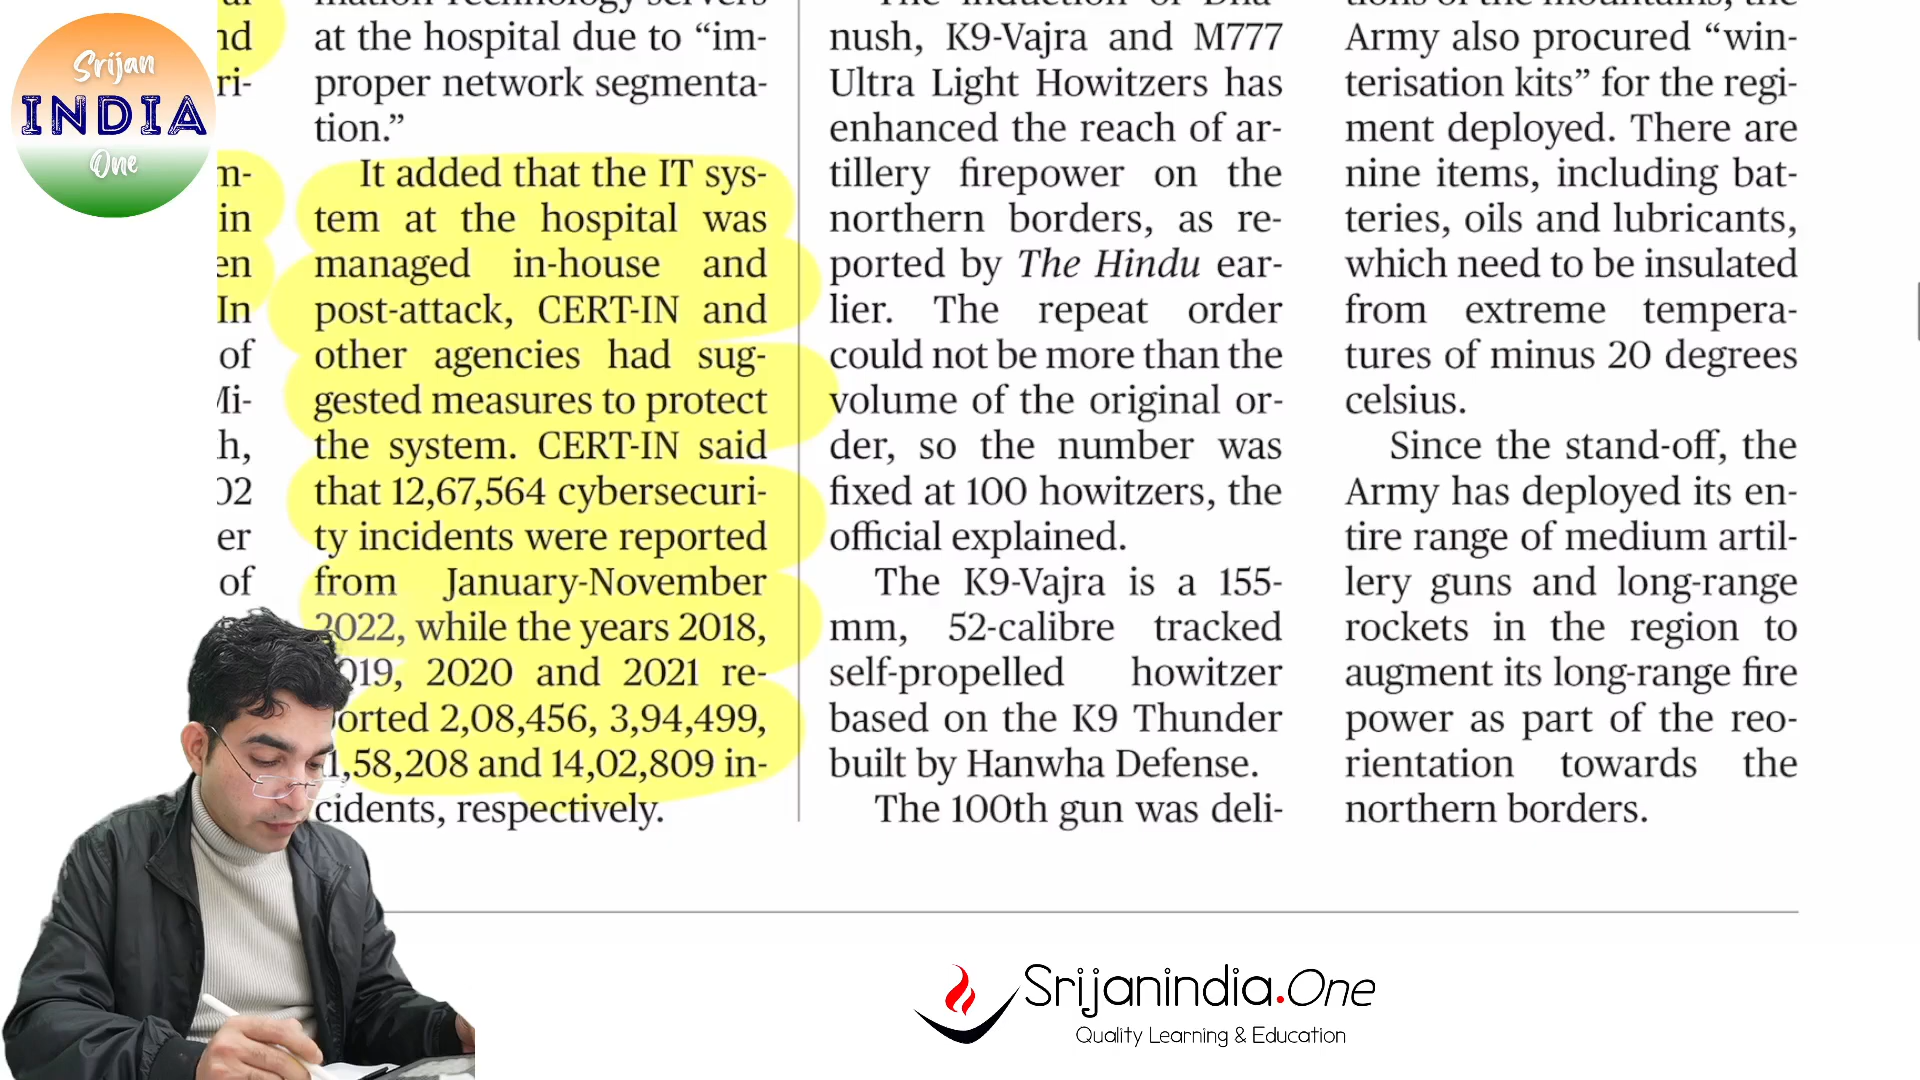 Srijan
INDIA
One
nd
ri-
m-
in
en
In
of
h,
02
er
of
at the hospital due to “im-
proper network segmenta-
tion.”
It added that the IT sys-
tem at the hospital was
managed in-house and
post-attack, CERT-IN and
other agencies had sug-
gested measures to protect
the system. CERT-IN said
that 12,67,564 cybersecuri-
ty incidents were reported
from January-November
2022, while the years 2018,
019, 2020 and 2021 re-
orted 2,08,456, 3,94,499,
1,58,208 and 14,02,809 in-
cidents, respectively.
nush, K9-Vajra and M777
Ultra Light Howitzers has
enhanced the reach of ar-
tillery firepower on the
northern borders, as re-
ported by The Hindu ear-
lier. The repeat order
could not be more than the
volume of the original or-
der, so the number was
fixed at 100 howitzers, the
official explained.
The K9-Vajra is a 155-
mm, 52-calibre tracked
self-propelled howitzer
based on the K9 Thunder
built by Hanwha Defense.
The 100th gun was deli-
Army also procured “win-
terisation kits” for the regi-
ment deployed. There are
nine items, including bat-
teries, oils and lubricants,
which need to be insulated
from extreme tempera-
tures of minus 20 degrees
celsius.
Since the stand-off, the
Army has deployed its en-
tire range of medium artil-
lery guns and long-range
rockets in the region to
augment its long-range fire
power as part of the reo-
rientation towards the
northern borders.
Srijanindia.One
Quality Learning & Education